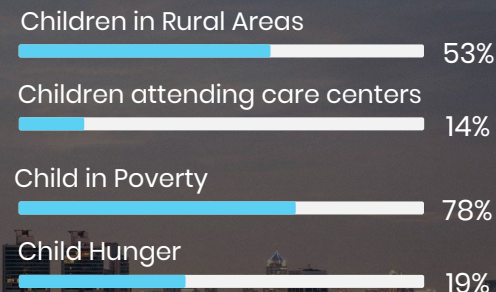 Children in Rural Areas
53%
Children attending care centers
14%
Child in Poverty
78%
Child Hunger
19%